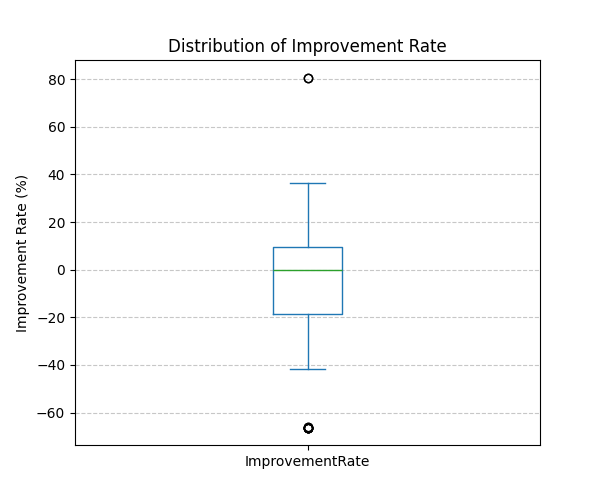 Distribution of Improvement Rate
Improvement Rate (%)
80
60
40
20
0
−20
−40
−60
ImprovementRate